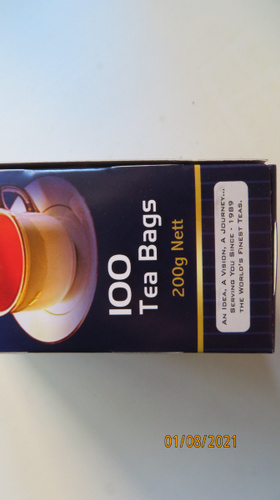 100
Tea Bags
200g Nett
An Idea, A Vision, A Journey...
Serving You Since - 1989
the World's Finest Teas.
01/08/2021